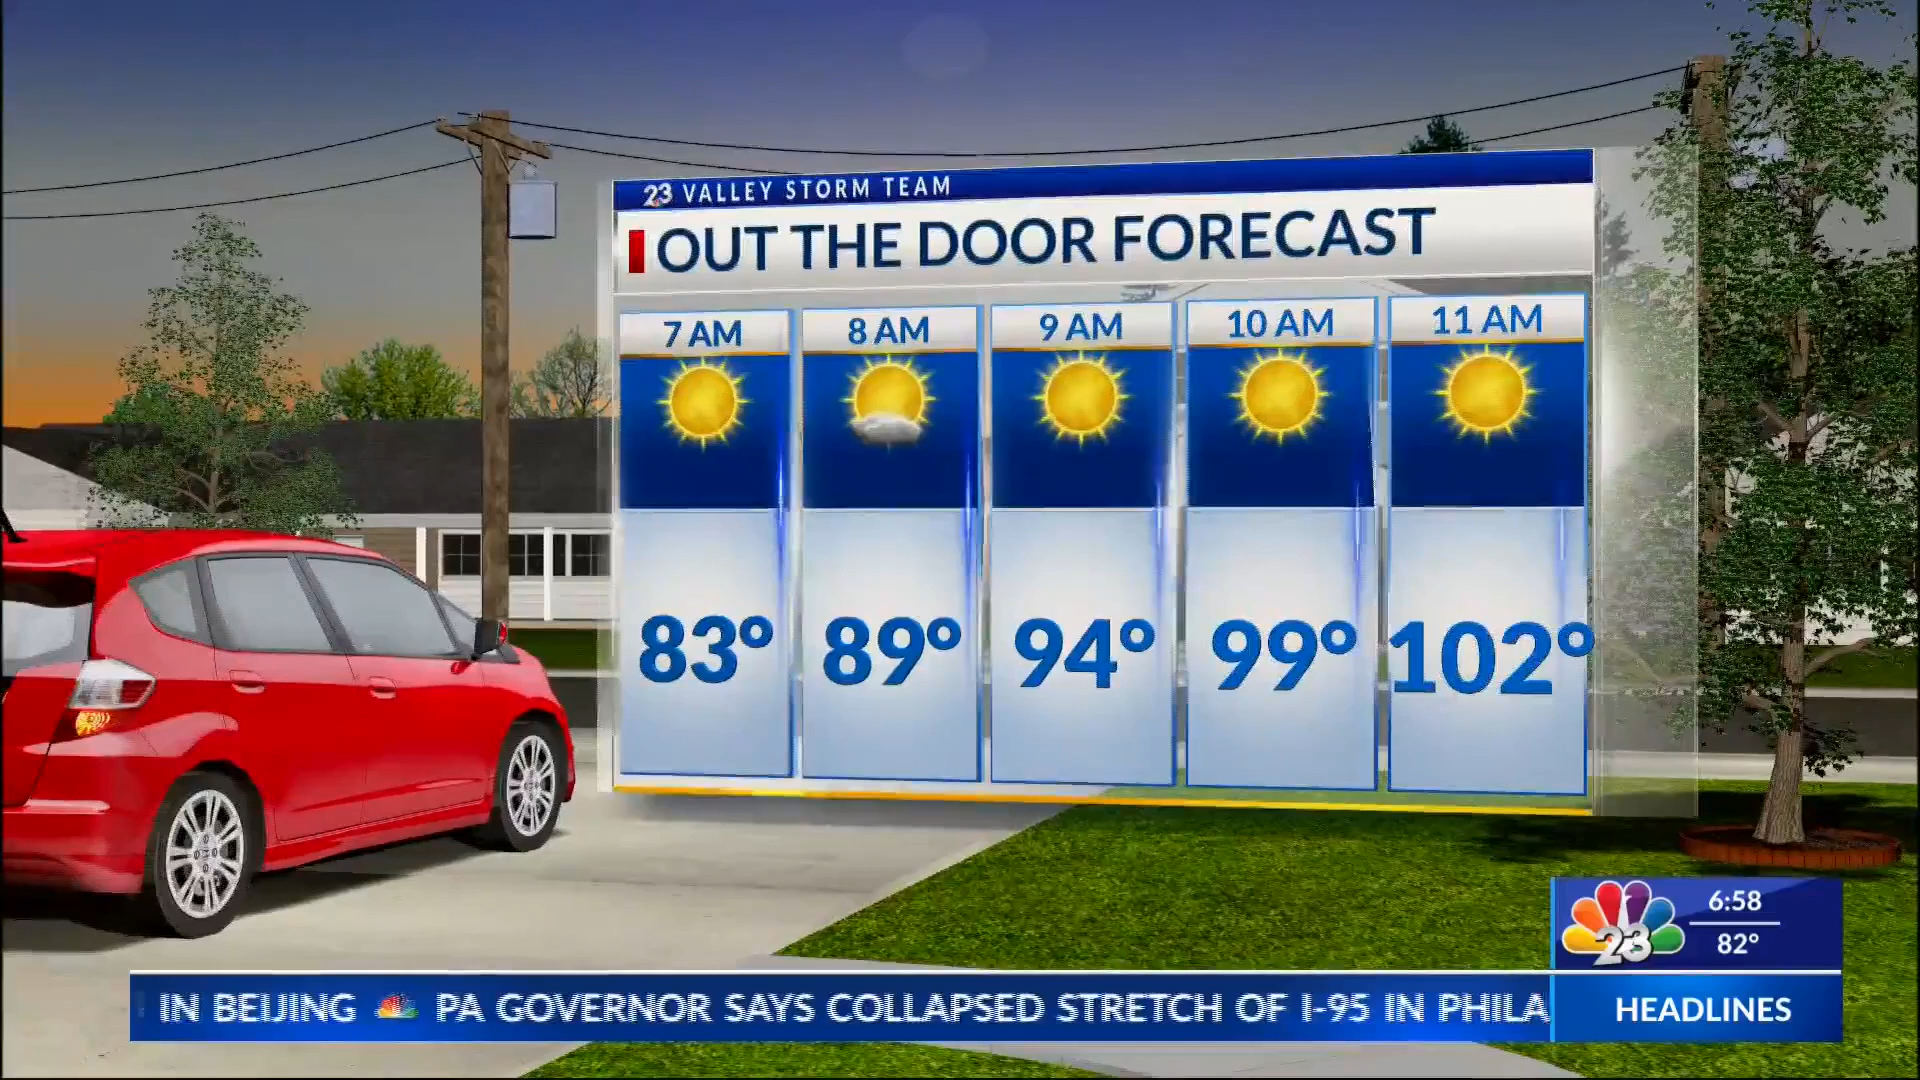 23 VALLEY STORM TEAM
OUT THE DOOR FORECAST
7 AM 8 AM 9 AM 10 AM 11 AM
83° 89° 94° 99° 102°
23
6:58
82°
IN BEIJING PA GOVERNOR SAYS COLLAPSED STRETCH OF I-95 IN PHILA
HEADLINES